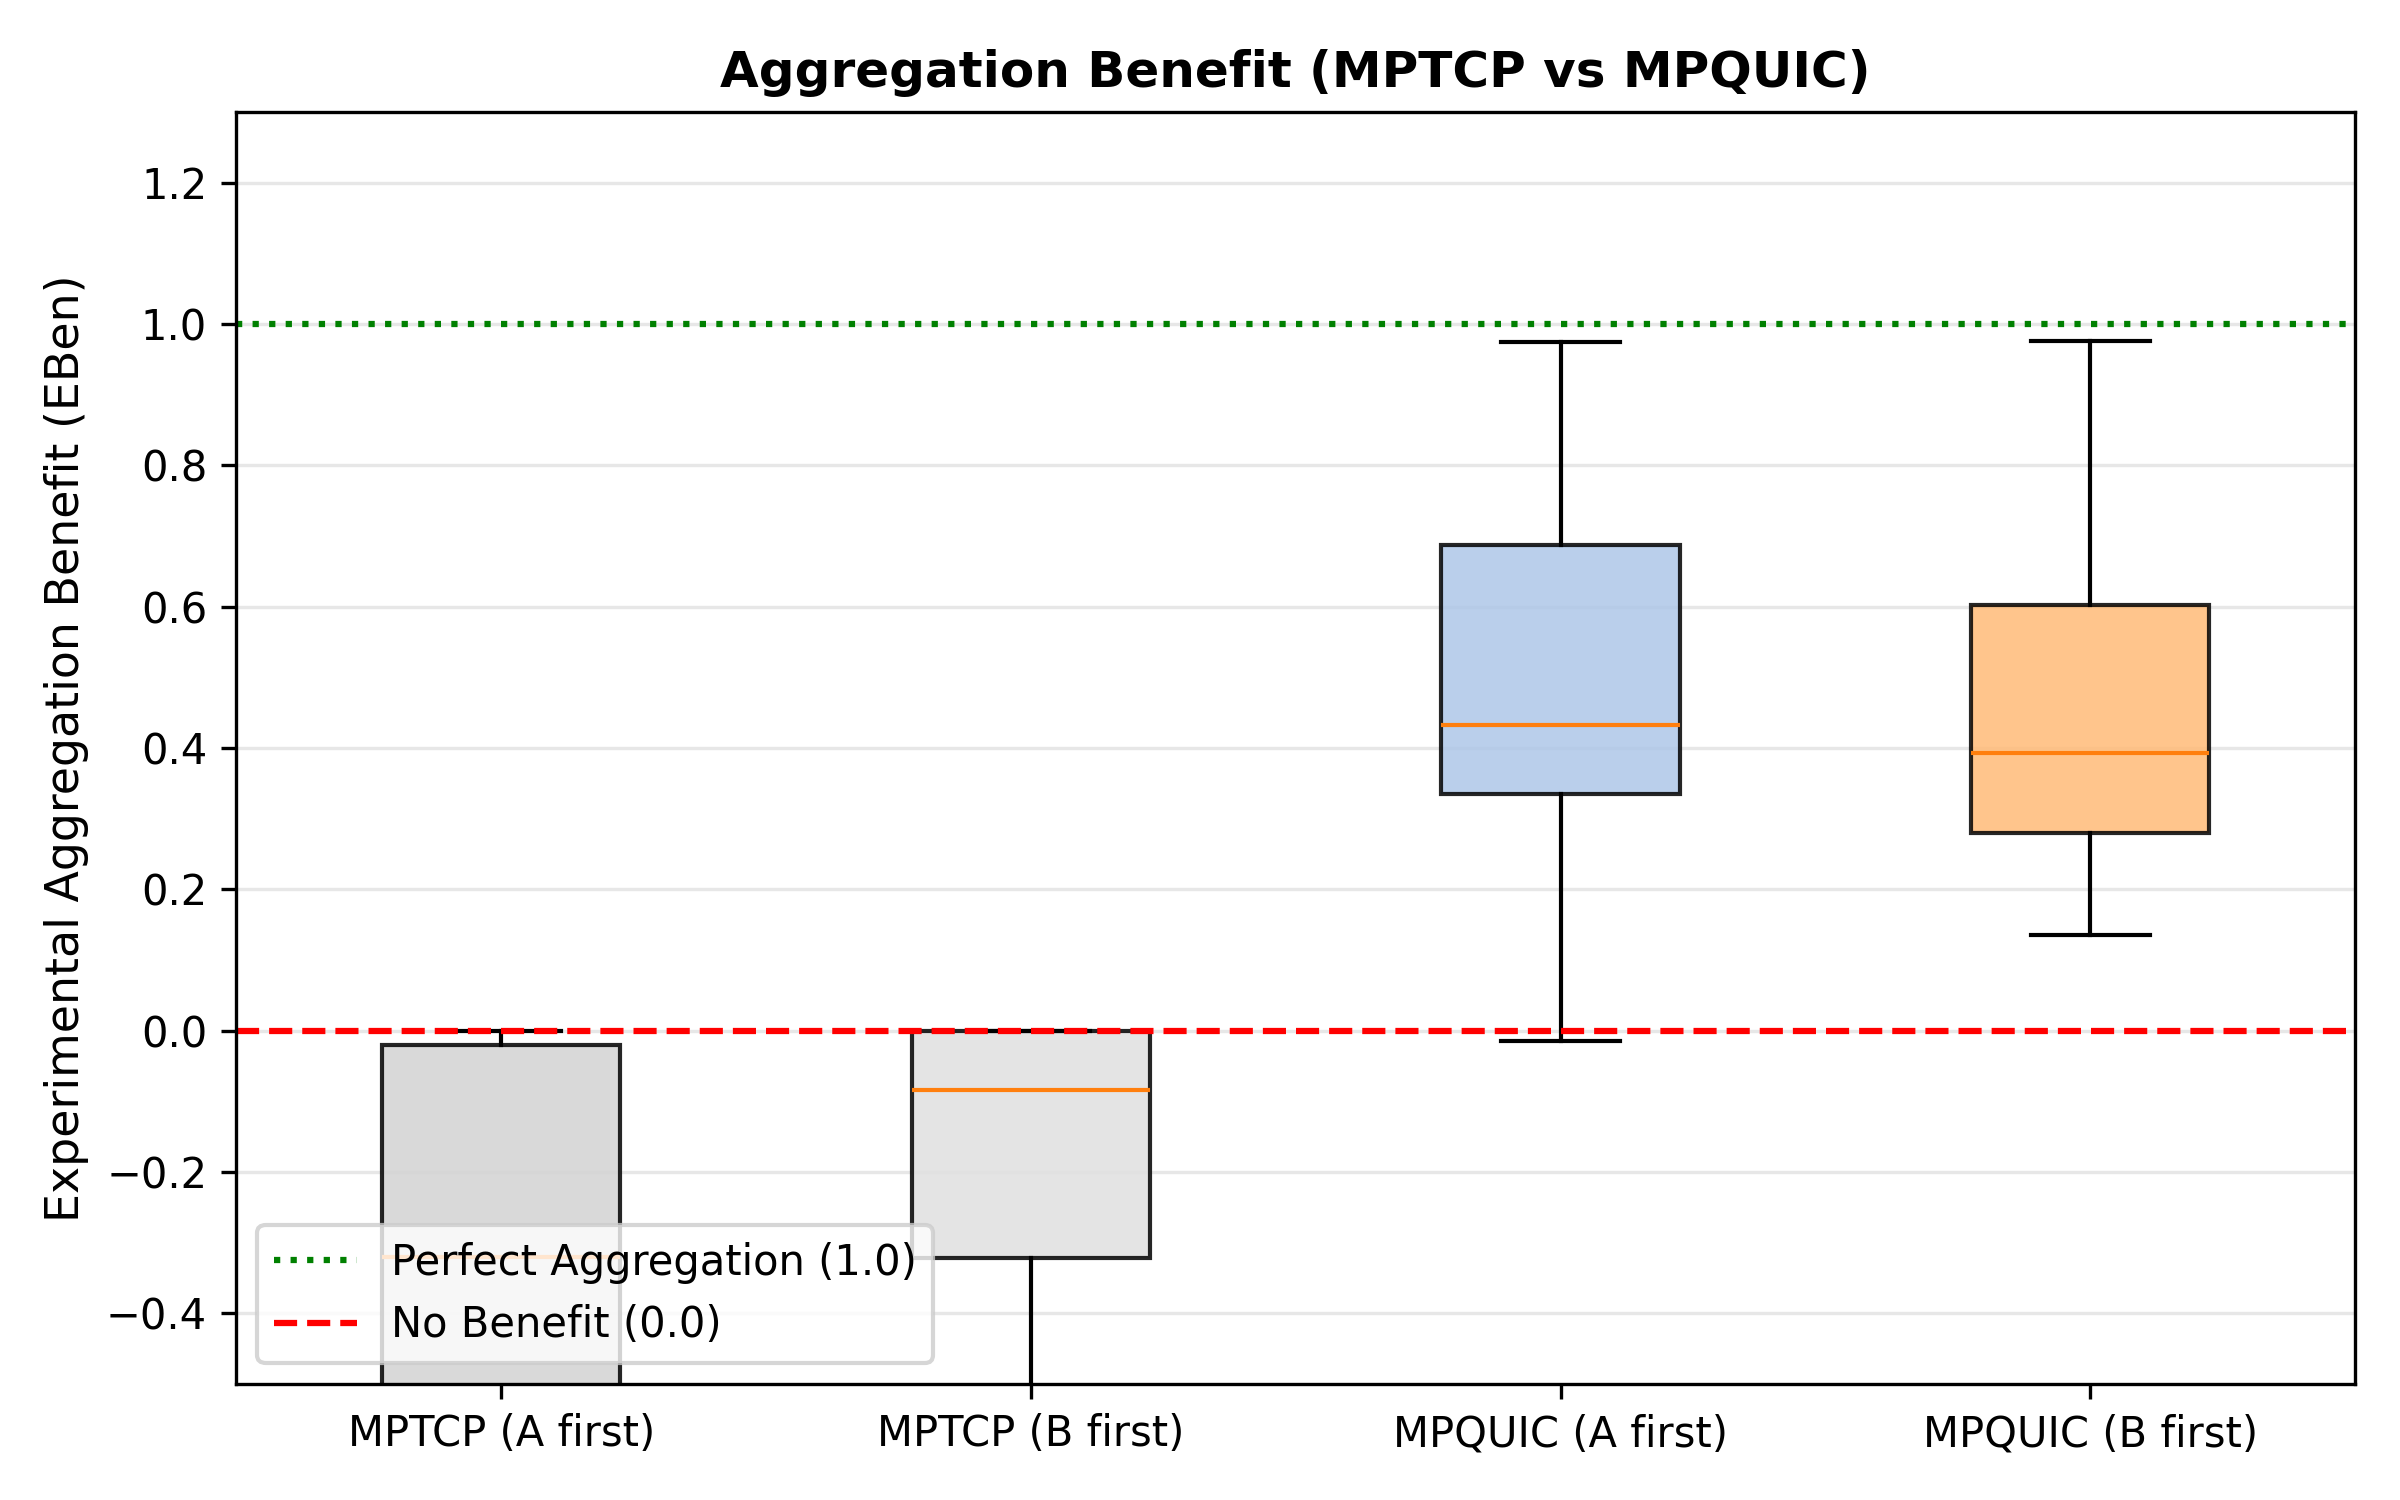 Aggregation Benefit (MPTCP vs MPQUIC)
Experimental Aggregation Benefit (EBen)
1.2
1.0
0.8
0.6
0.4
0.2
0.0
−0.2
−0.4
Perfect Aggregation (1.0)
No Benefit (0.0)
MPTCP (A first)
MPTCP (B first)
MPQUIC (A first)
MPQUIC (B first)